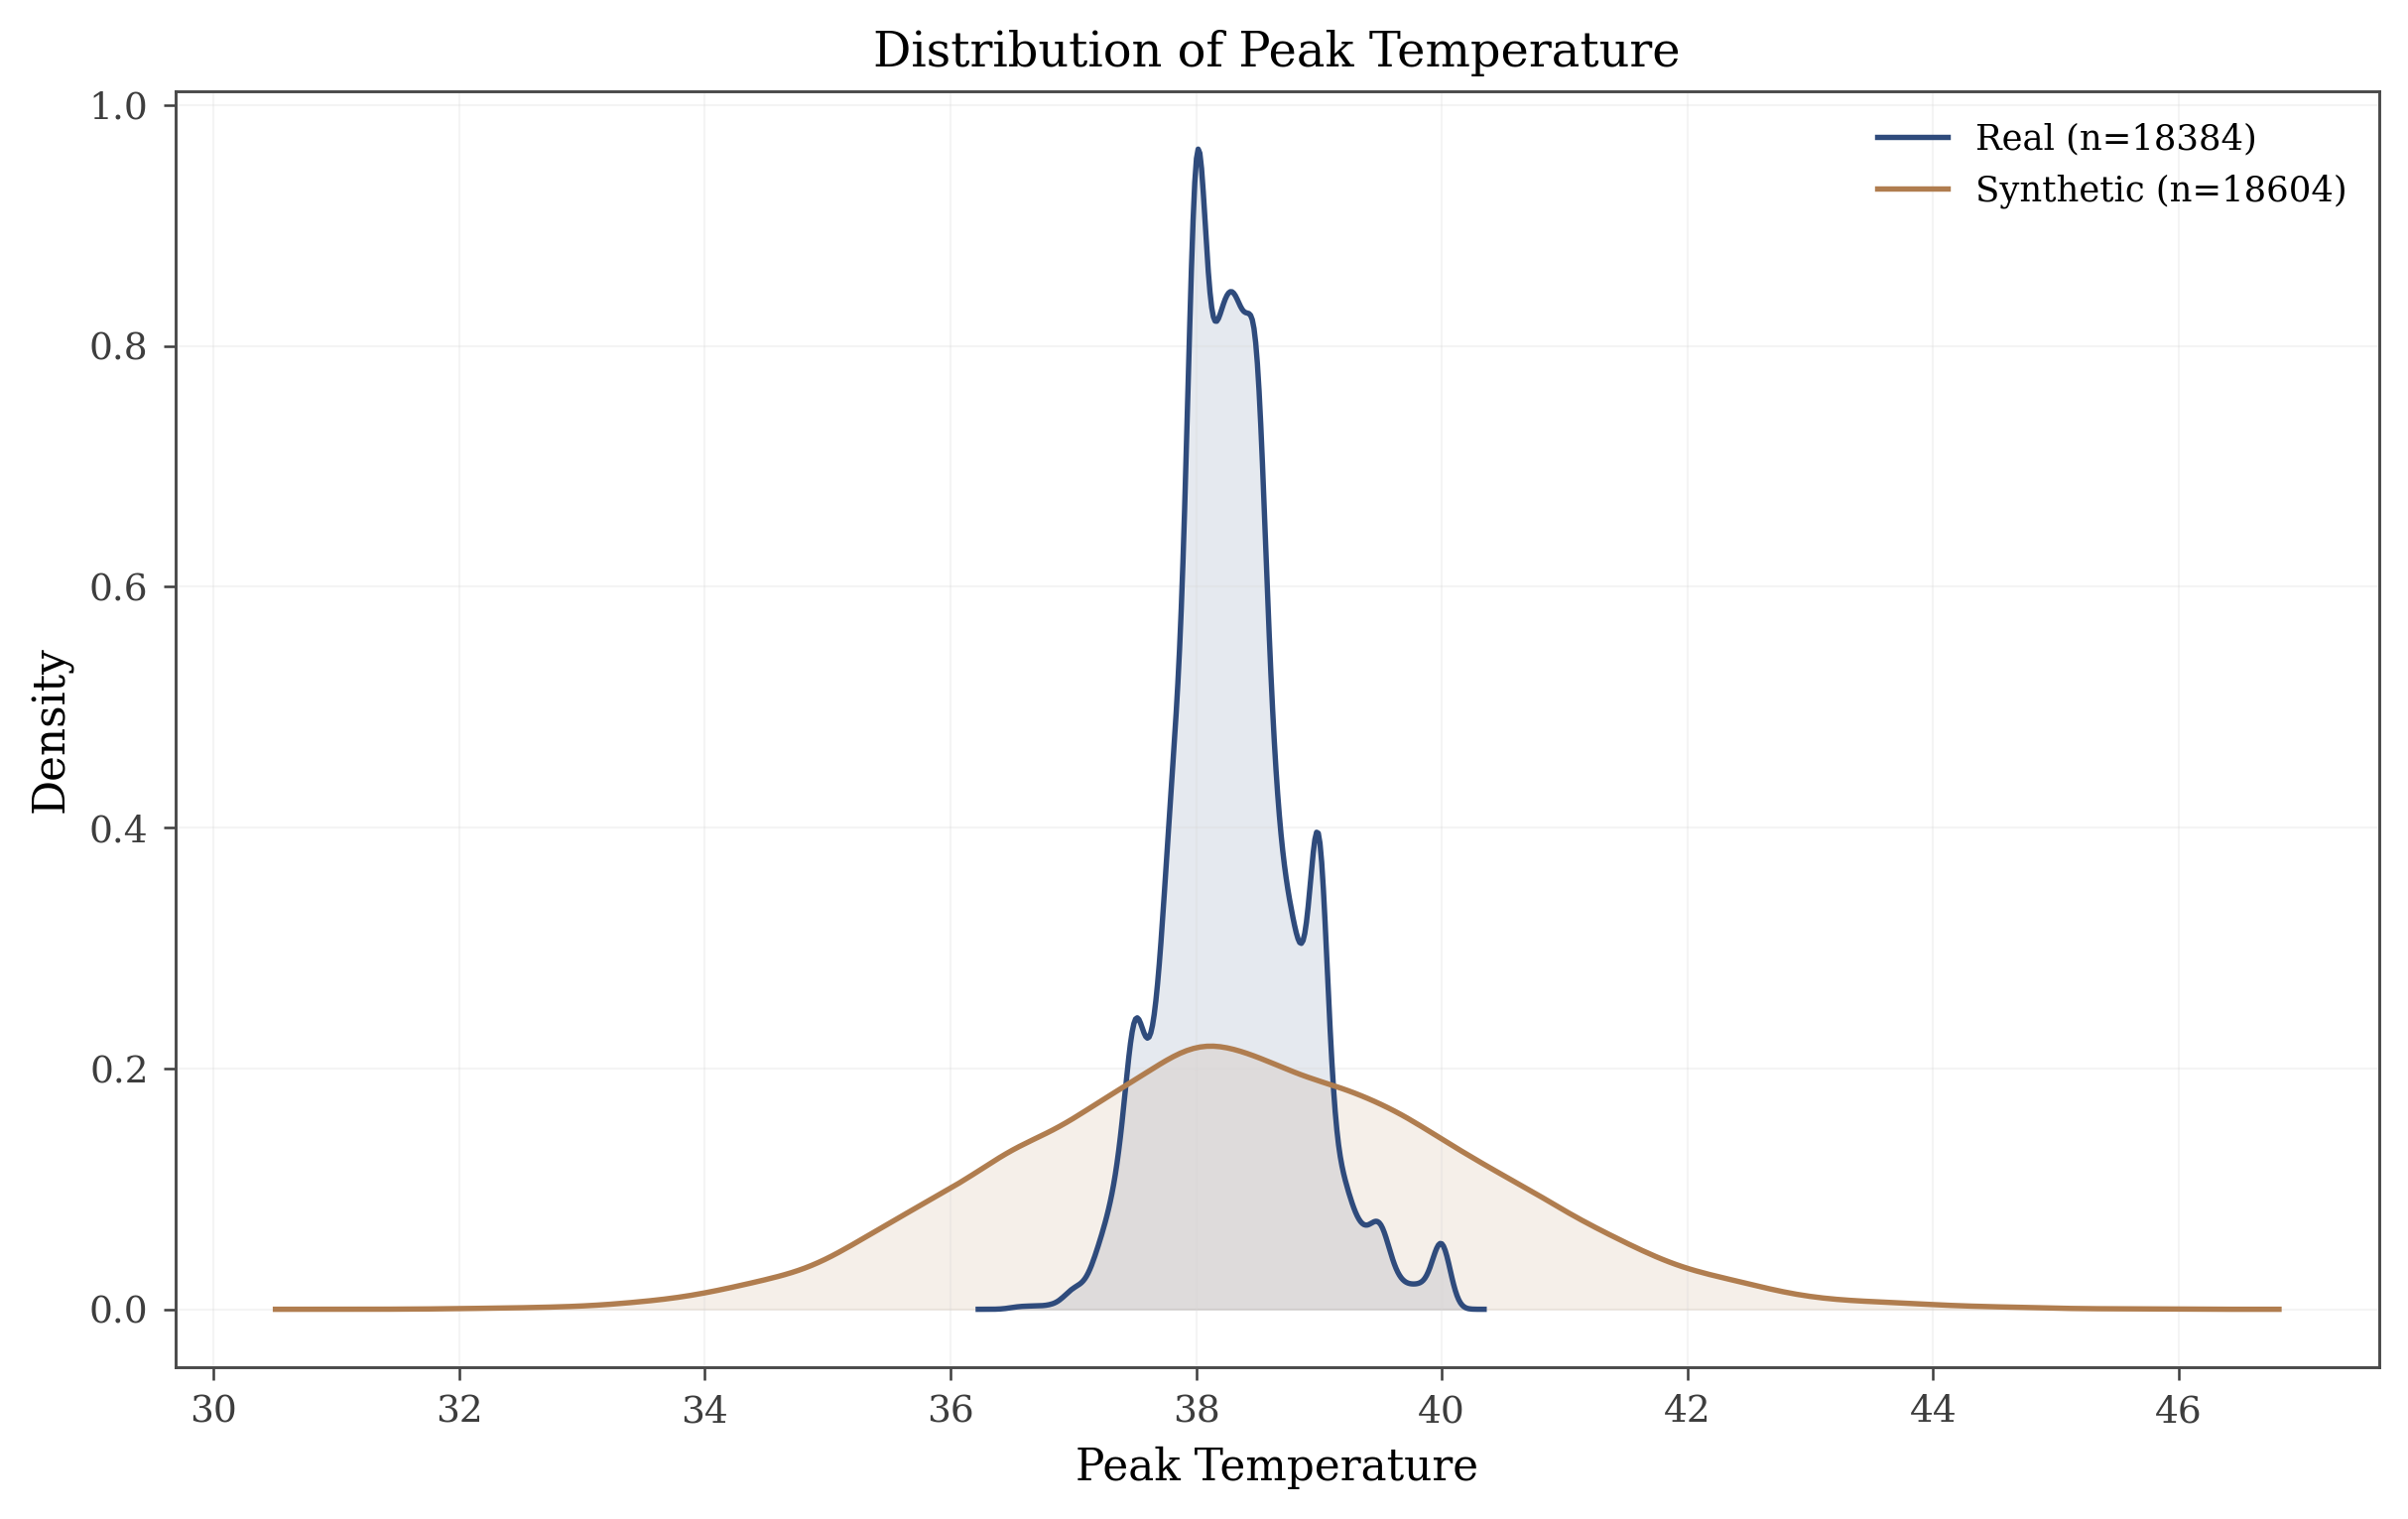 Distribution of Peak Temperature
1.0
0.8
0.6
0.4
0.2
0.0
Density
Real (n=18384)
Synthetic (n=18604)
30 32 34 36 38 40 42 44 46
Peak Temperature